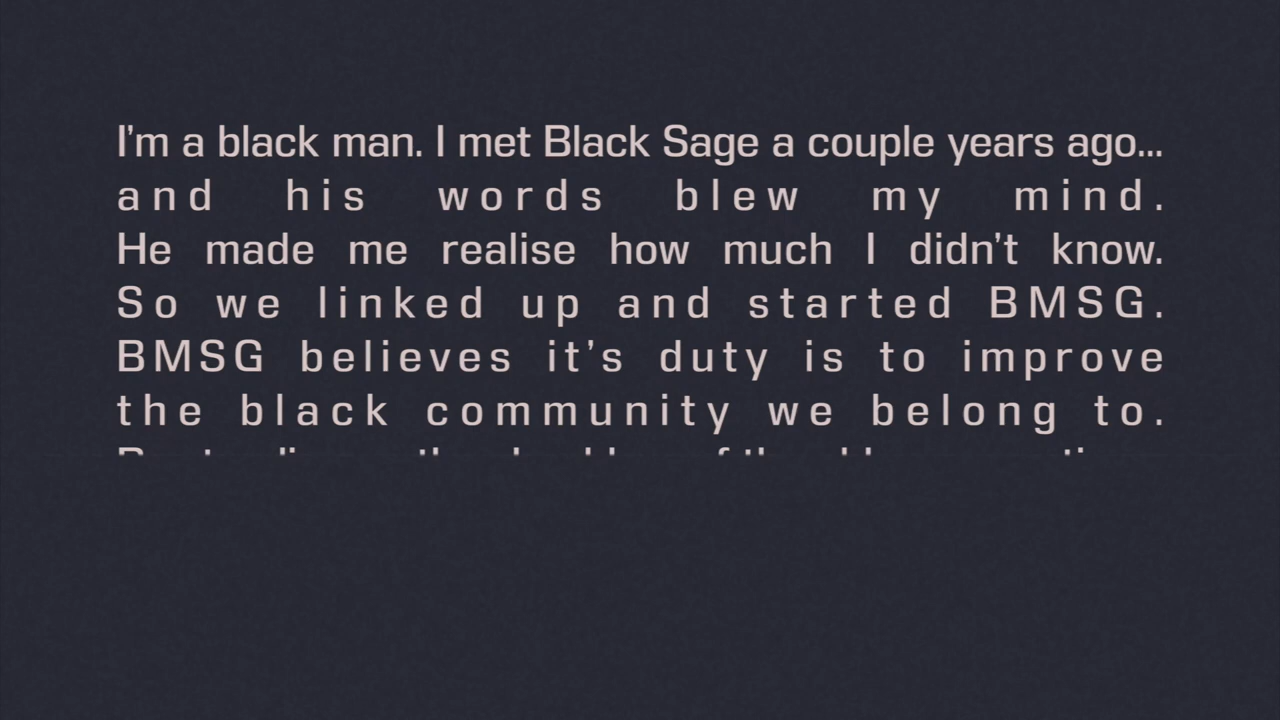 I'm a black man. I met Black Sage a couple years ago...
and his words blew my mind.
He made me realise how much I didn't know.
So we linked up and started BMSG.
BMSG believes it's duty is to improve
the black community we belong to.